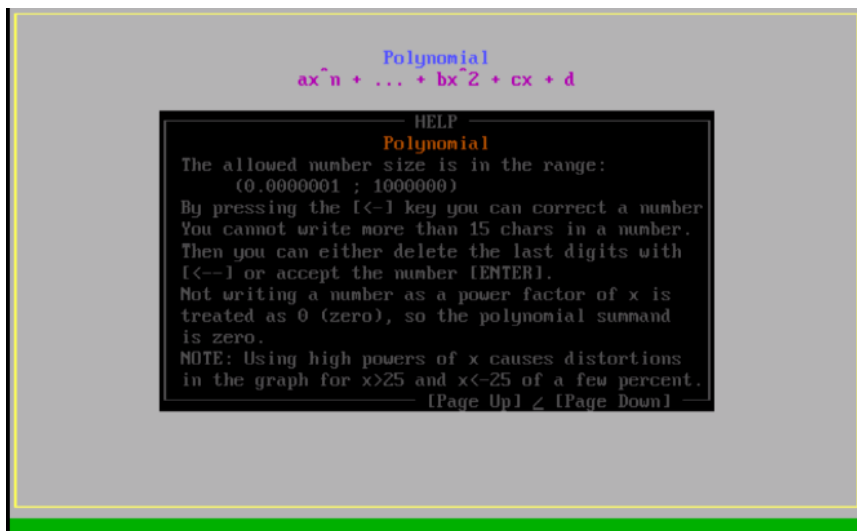 Polynomial
ax^n + ... + bx^2 + cx + d
HELP
Polynomial
The allowed number size is in the range:
(0.0000001 ; 1000000)
By pressing the [<-] key you can correct a number
You cannot write more than 15 chars in a number.
Then you can either delete the last digits with
[<--] or accept the number [ENTER].
Not writing a number as a power factor of x is
treated as 0 (zero), so the polynomial summand
is zero.
NOTE: Using high powers of x causes distortions
in the graph for x>25 and x<-25 of a few percent.
[Page Up] ∠ [Page Down]